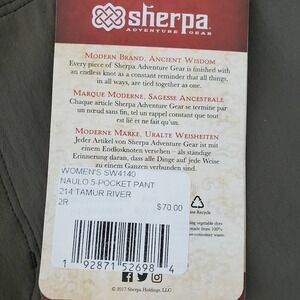 sherpa
ADVENTURE GEAR
MODERN BRAND, ANCIENT WISDOM
Every piece of Sherpa Adventure Gear is finished with
an endless knot as a constant reminder that all things,
in all ways, are tied together as one.
MARQUE MODERNE, SAGESSE ANCESTRALE
Chaque article Sherpa Adventure Gear se termine par
un nœud sans fin, tel un rappel constant que tout
est lié et ne fait qu'un.
MODERNE MARKE, URALTE WEISHEITEN
Jeder Artikel von Sherpa Adventure Gear ist mit
einem Endlosknoten versehen – als ständige
Erinnerung daran, dass alle Dinge auf jede Weise
zu einem Ganzen verbunden sind.
WOMEN'S SW4140
NAULO 5-POCKET PANT
214 TAMUR RIVER
2R
$70.00
Recycle
1 92871 52698 4
© 2017 Sherpa Holdings, LLC